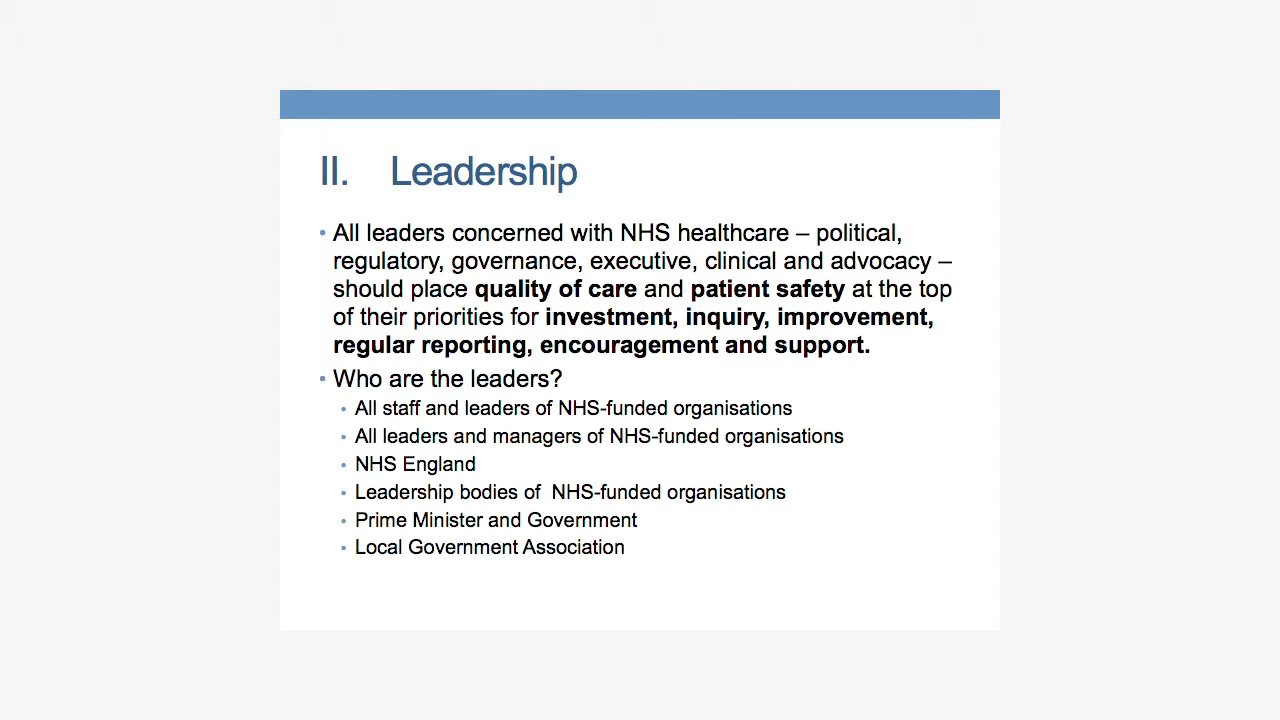 II. Leadership
• All leaders concerned with NHS healthcare – political,
regulatory, governance, executive, clinical and advocacy –
should place quality of care and patient safety at the top
of their priorities for investment, inquiry, improvement,
regular reporting, encouragement and support.
• Who are the leaders?
• All staff and leaders of NHS-funded organisations
• All leaders and managers of NHS-funded organisations
• NHS England
• Leadership bodies of  NHS-funded organisations
• Prime Minister and Government
• Local Government Association